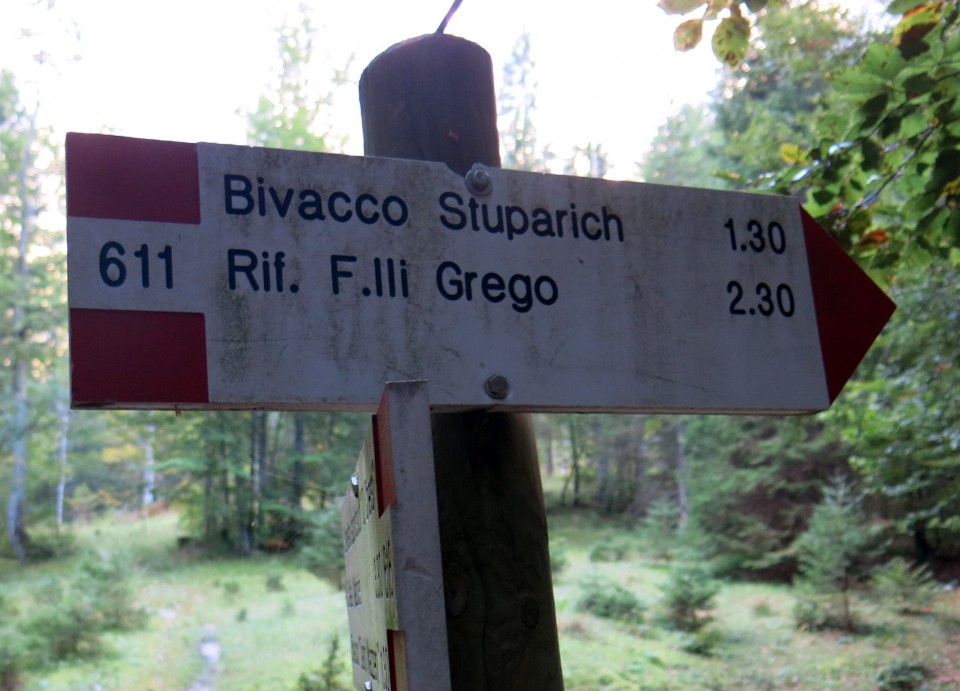 Bivacco Stuparich 1.30
611 Rif. F.lli Grego 2.30